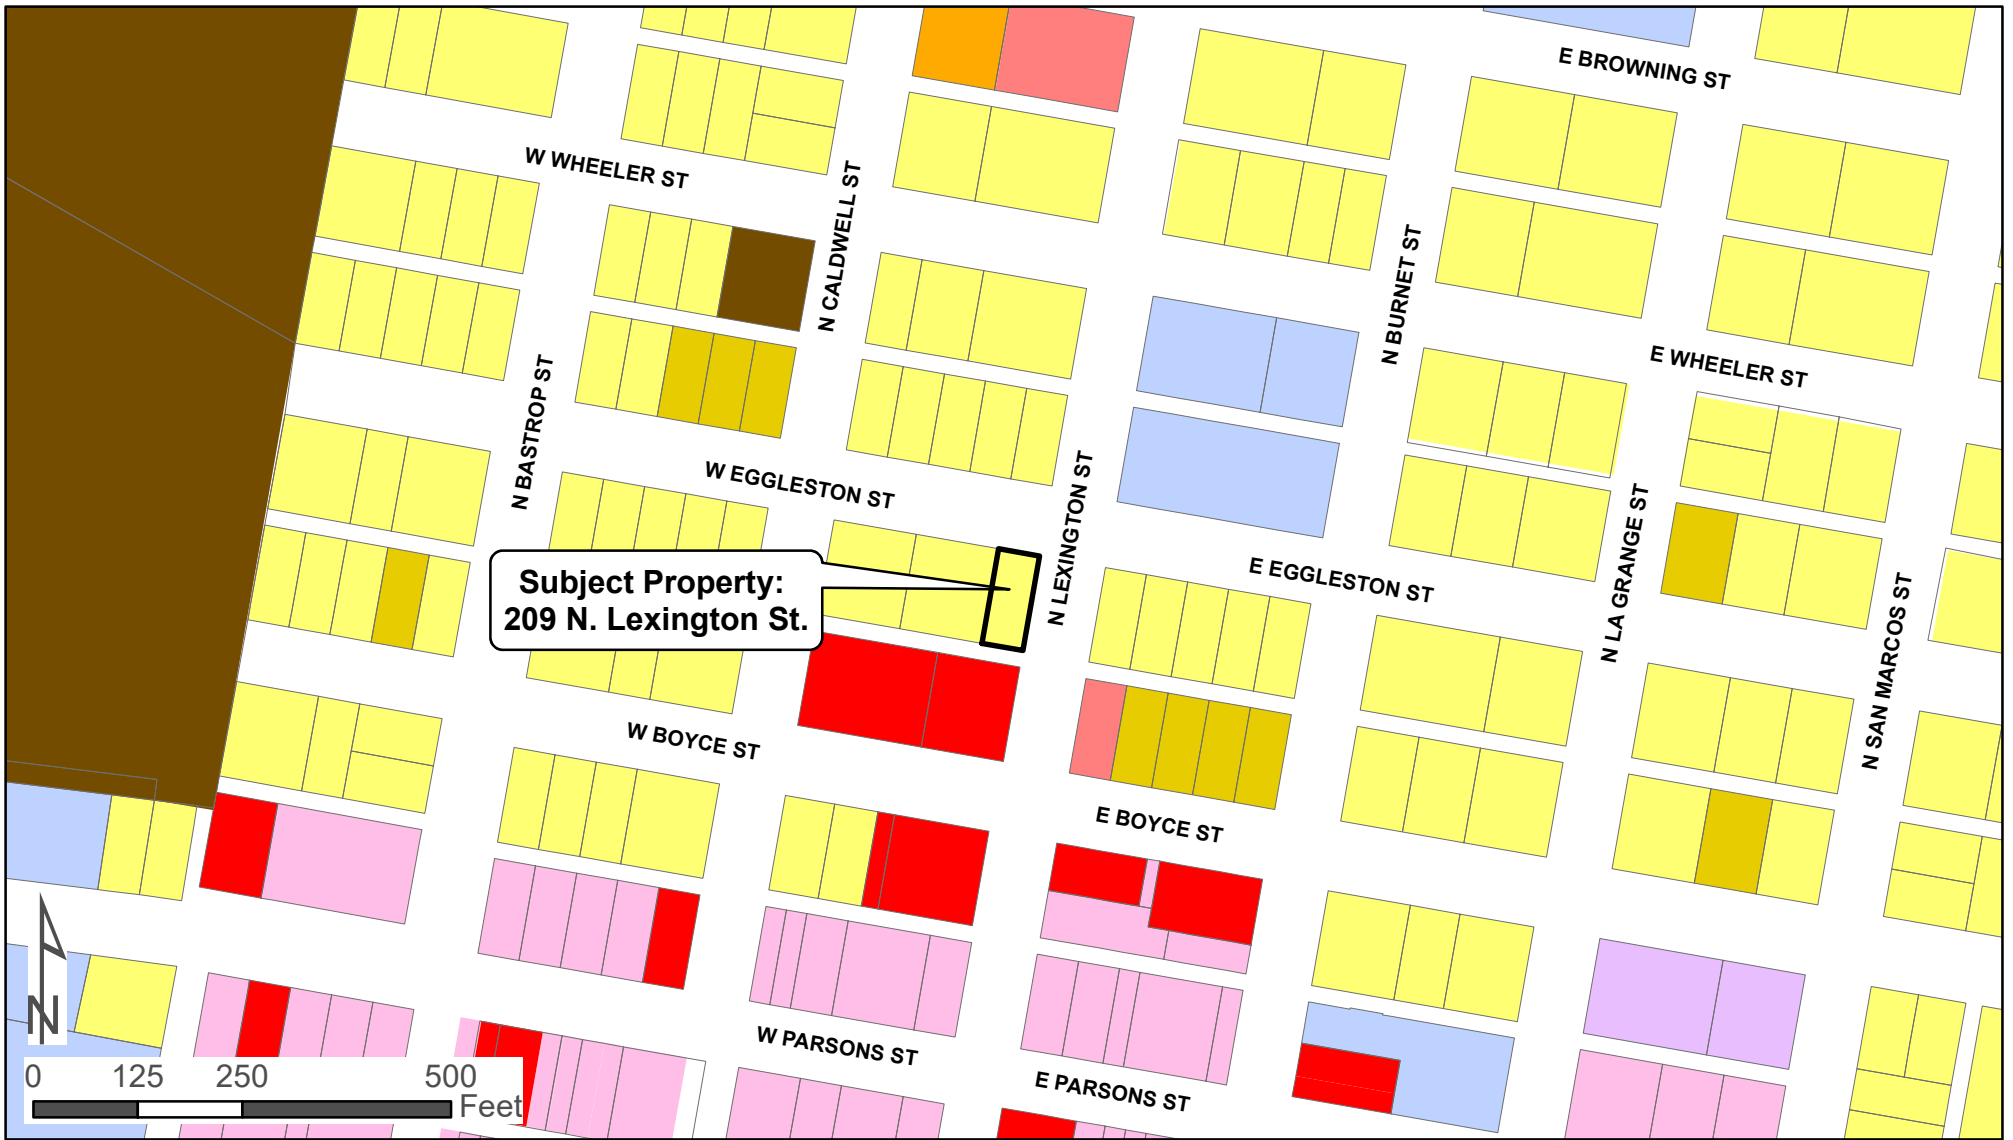 E BROWNING ST
W WHEELER ST
N CALDWELL ST
N BURNET ST
E WHEELER ST
N BASTROP ST
W EGGLESTON ST
N LEXINGTON ST
N LA GRANGE ST
Subject Property:
209 N. Lexington St.
E EGGLESTON ST
N SAN MARCOS ST
W BOYCE ST
E BOYCE ST
N
W PARSONS ST
E PARSONS ST
0 125 250 500
Feet